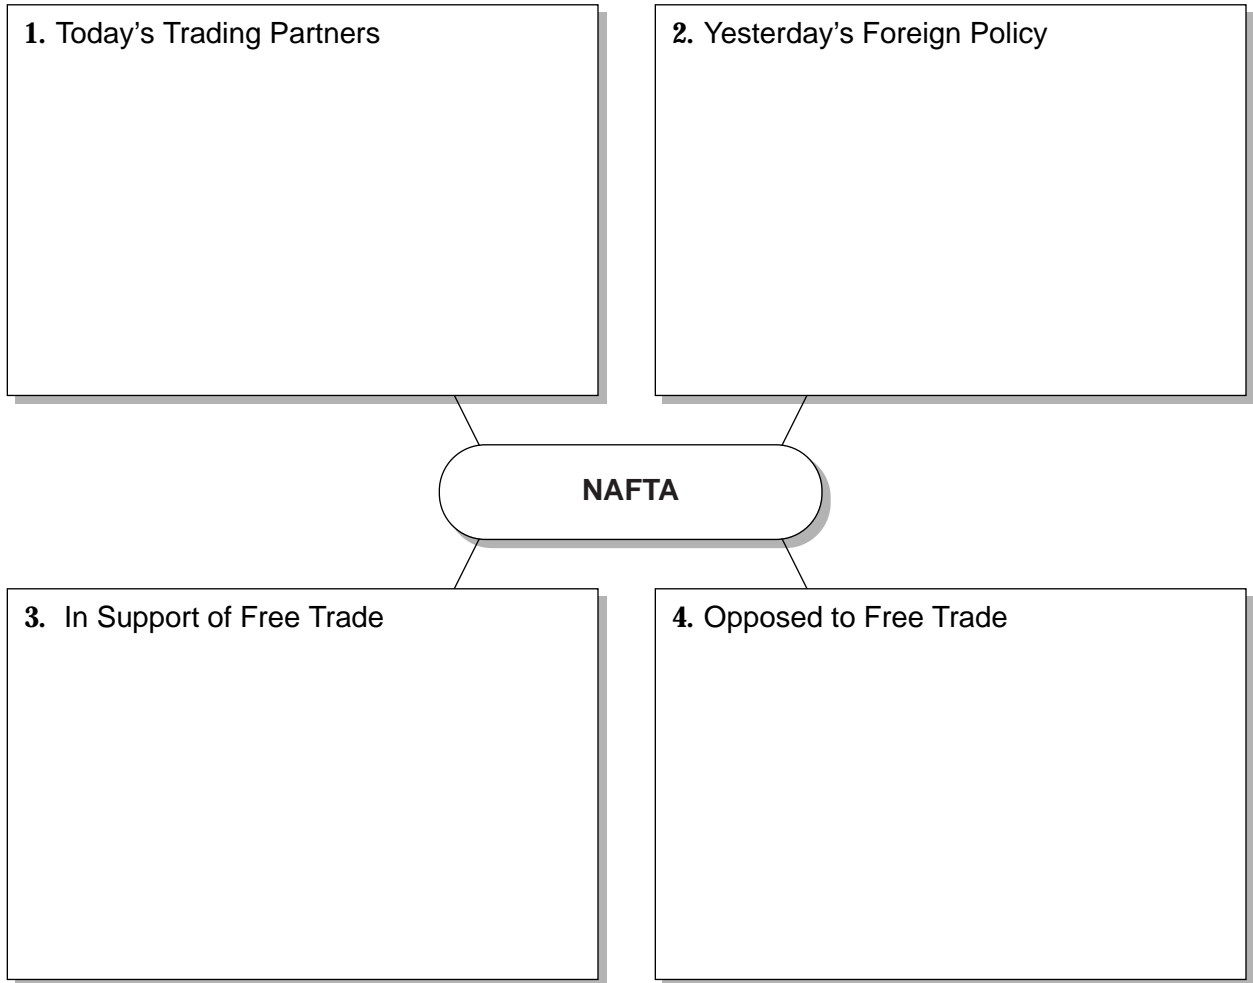 1. Today's Trading Partners
2. Yesterday's Foreign Policy
NAFTA
3. In Support of Free Trade
4. Opposed to Free Trade